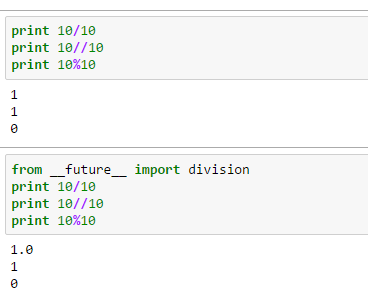 print 10/10
print 10//10
print 10%10
1
1
0
from __future__ import division
print 10/10
print 10//10
print 10%10
1.0
1
0